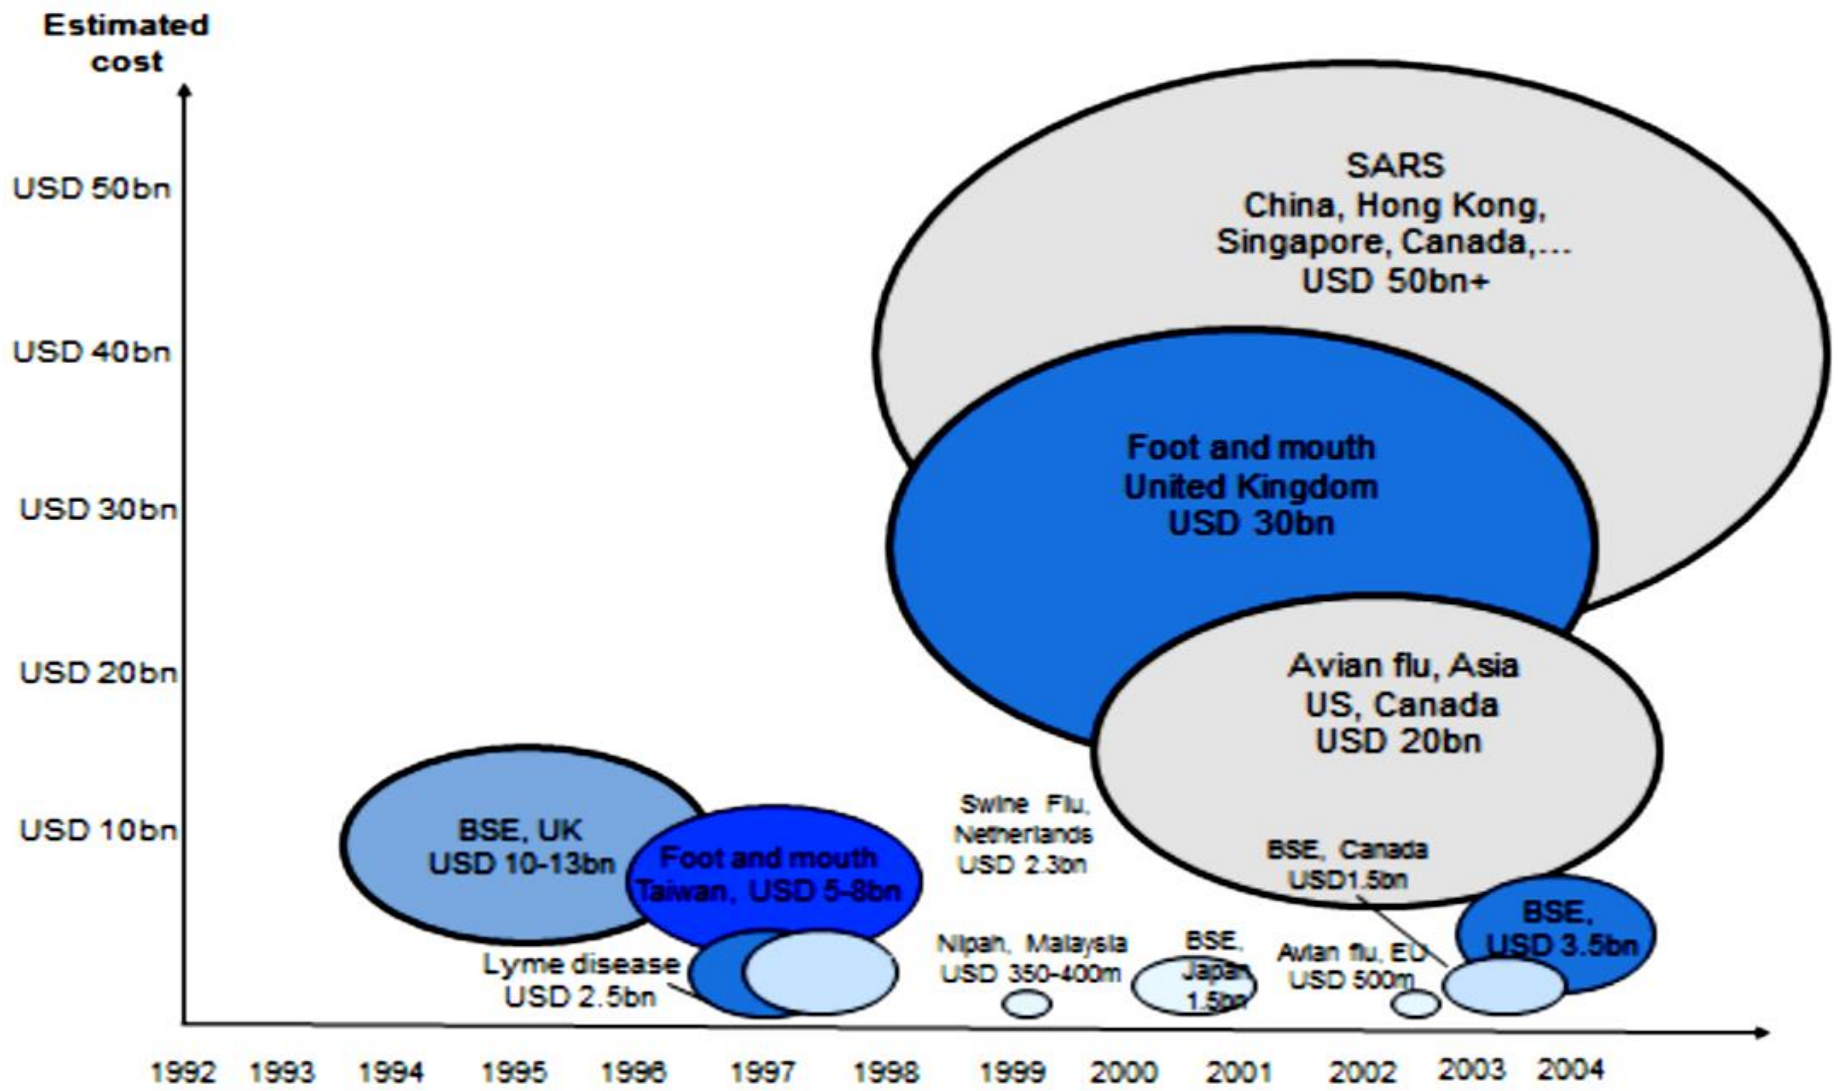 Estimated
cost
USD 50bn
USD 40bn
USD 30bn
USD 20bn
USD 10bn
SARS
China, Hong Kong,
Singapore, Canada,...
USD 50bn+
Foot and mouth
United Kingdom
USD 30bn
Avian flu, Asia
US, Canada
USD 20bn
BSE, UK
USD 10-13bn
Foot and mouth
Taiwan, USD 5-8bn
Swine Flu,
Netherlands
USD 2.3bn
BSE, Canada
USD1.5bn
BSE,
USD 3.5bn
Lyme disease
USD 2.5bn
Nipah, Malaysia
USD 350-400m
BSE,
Japan
1.5bn
Avian flu, EU
USD 500m
1992 1993 1994 1995 1996 1997 1998 1999 2000 2001 2002 2003 2004